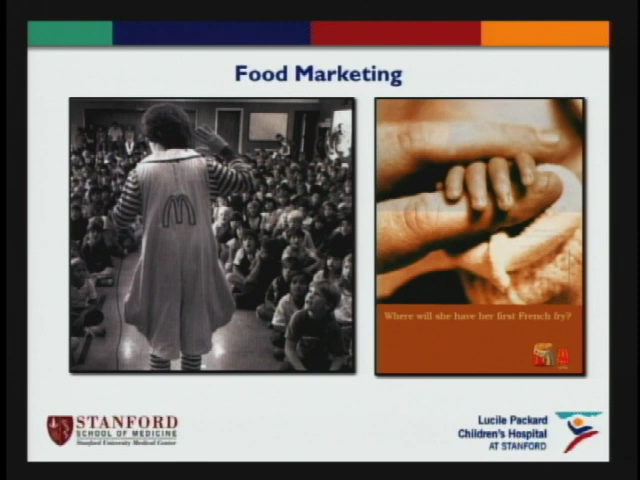 Food Marketing
Where will she have her first French fry?
STANFORD
SCHOOL OF MEDICINE
Stanford University Medical Center
Lucile Packard
Children's Hospital
AT STANFORD